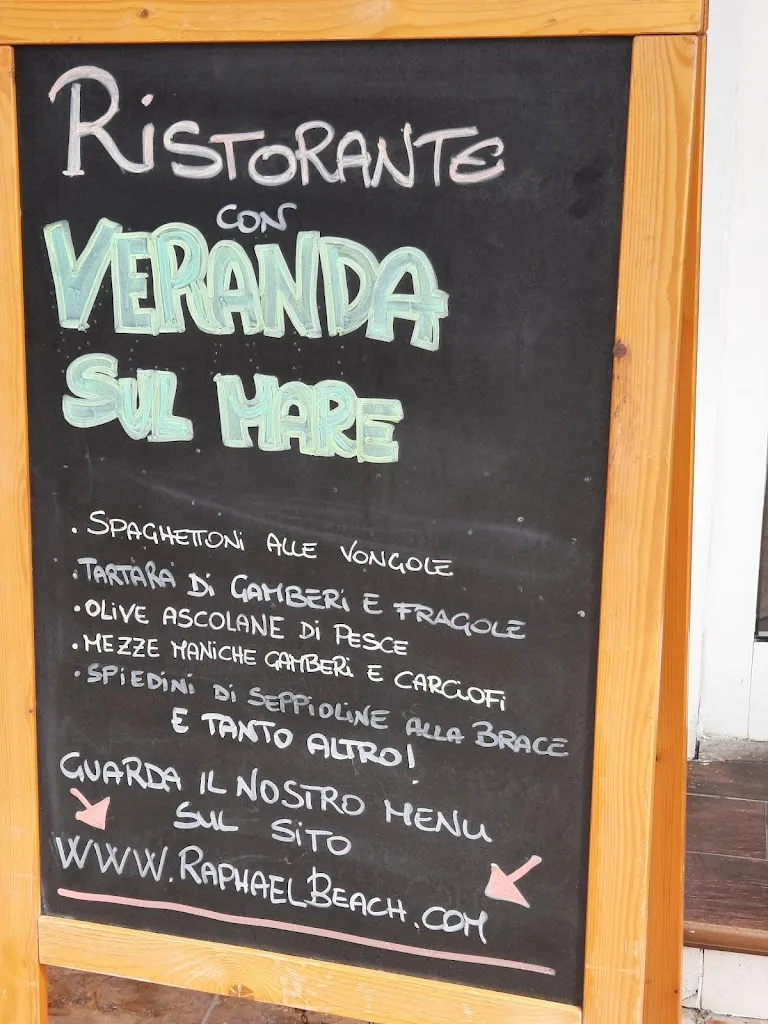 RiSTORANTE
CON
VERANDA
SUL MARE
. SPAGHETTONi ALLE VONGOLE
. TARTARA Di GAMBERi E FRAGOLE
. OLIVE ASCOLANE Di PESCE
. MEZZE MANICHE GAMBERi E CARCiOFi
. SPIEDINI Di SEPPIOLINE ALLA BRACE
E TANTO ALTRO!
GUARDA IL NOSTRO MENU
SUL SiTO
WWW.RAPHAELBEACH.COM